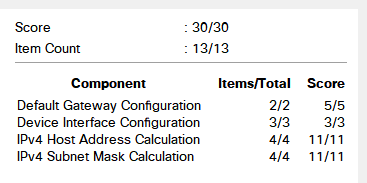 Score : 30/30
Item Count : 13/13
Component Items/Total Score
Default Gateway Configuration 2/2 5/5
Device Interface Configuration 3/3 3/3
IPv4 Host Address Calculation 4/4 11/11
IPv4 Subnet Mask Calculation 4/4 11/11